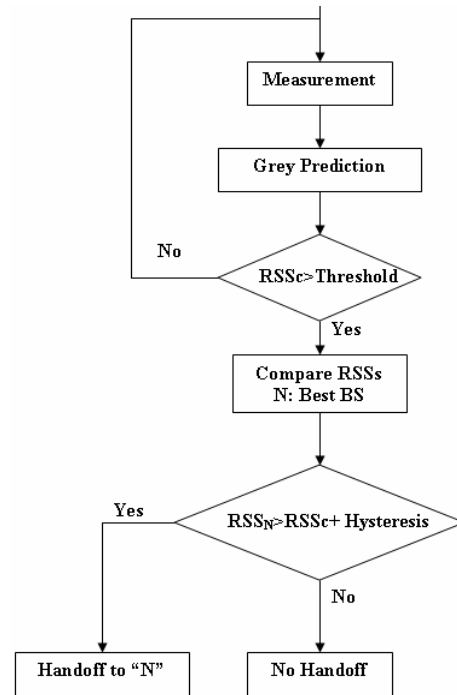 Measurement
Grey Prediction
No
RSSc>Threshold
Yes
Compare RSSs
N: Best BS
Yes
RSSN>RSSc+ Hysteresis
No
Handoff to “N”
No Handoff